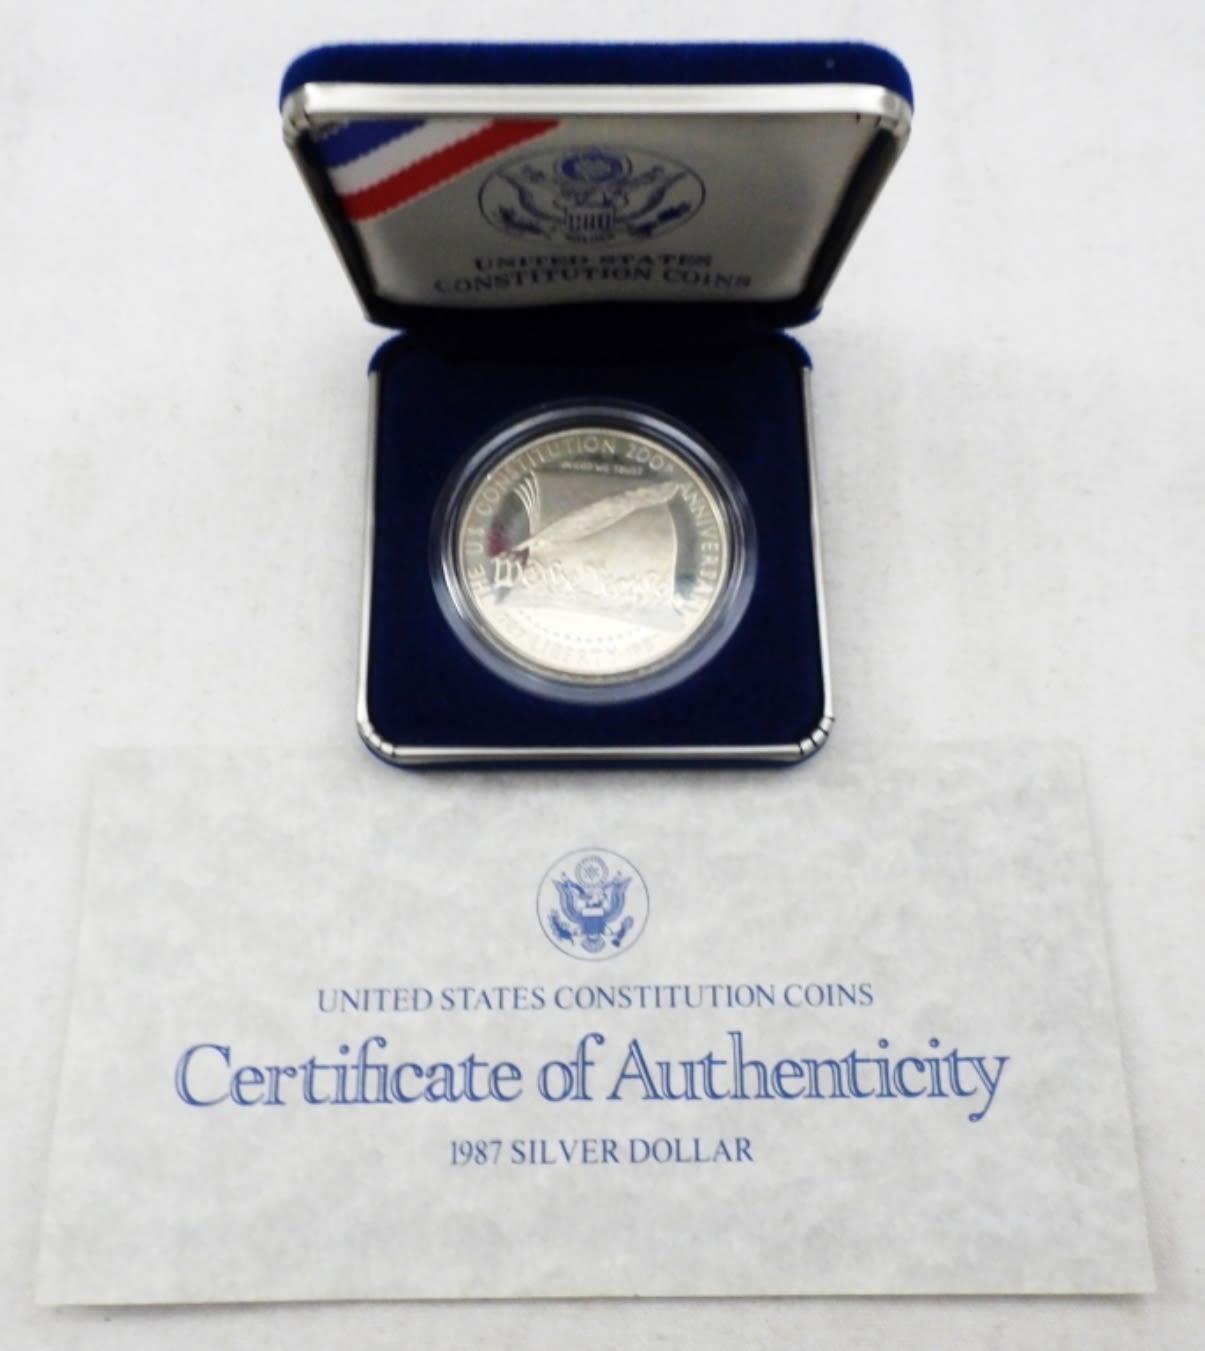 UNITED STATES
CONSTITUTION COINS
THE U.S. CONSTITUTION 200TH ANNIVERSARY
IN GOD WE TRUST
We the People
LIBERTY
UNITED STATES CONSTITUTION COINS
Certificate of Authenticity
1987 SILVER DOLLAR